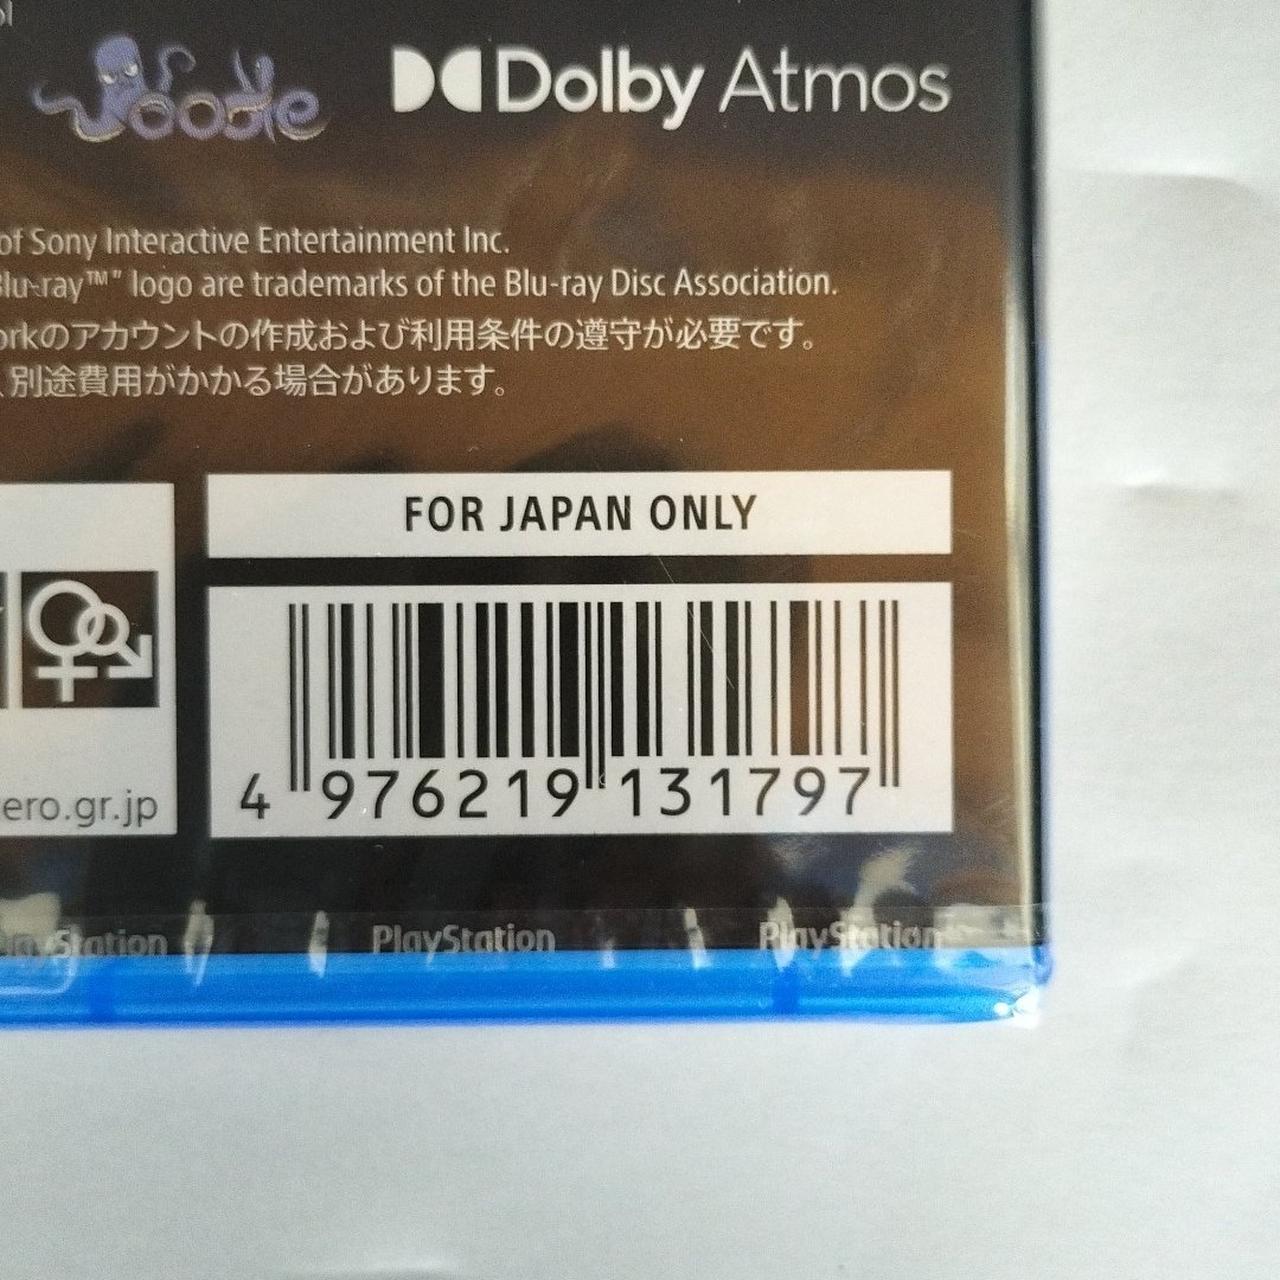 oodle
Dolby Atmos
of Sony Interactive Entertainment Inc.
Blu-ray™" logo are trademarks of the Blu-ray Disc Association.
orkのアカウントの作成および利用条件の遵守が必要です。
、別途費用がかかる場合があります。
FOR JAPAN ONLY
ero.gr.jp
4 976219 131797
PlayStation PlayStation PlayStation